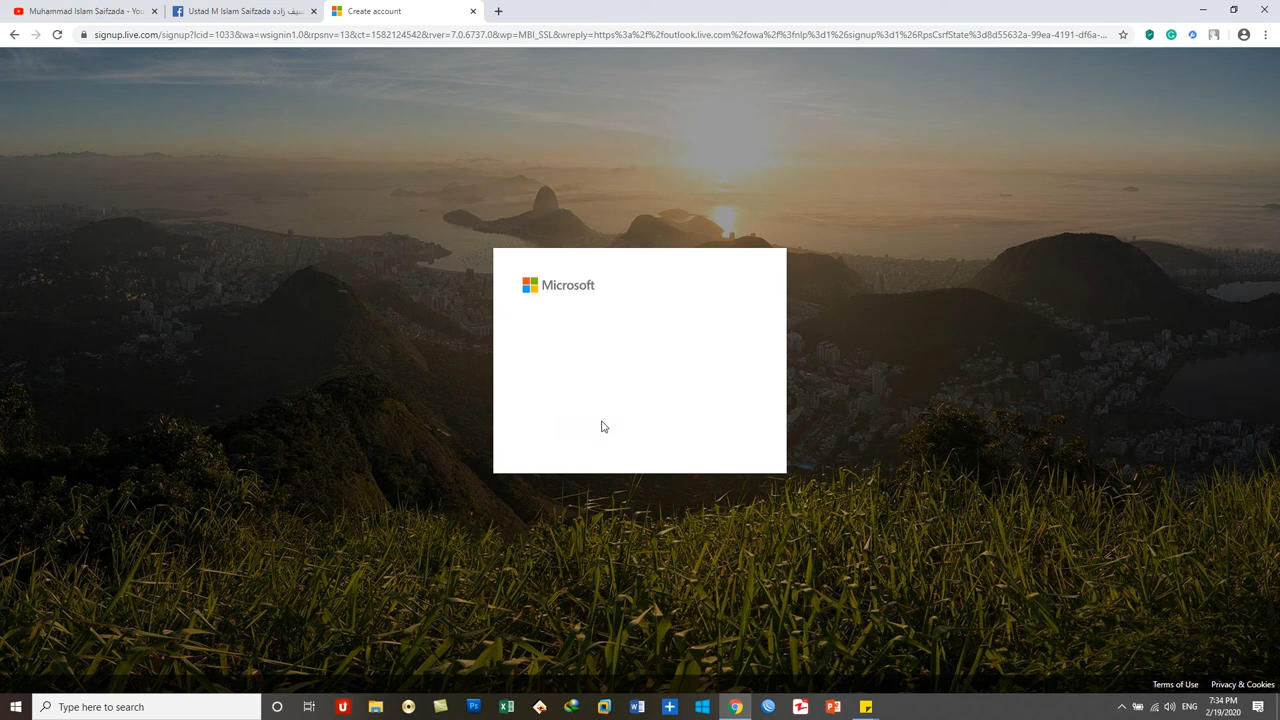 Muhammad Islam Saifzada - You
Ustad M Islam Saifzada سیف زاده
Create account
signup.live.com/signup?lcid=1033&wa=wsignin1.0&rpsnv=13&ct=1582124542&rver=7.0.6737.0&wp=MBI_SSL&wreply=https%3a%2f%2foutlook.live.com%2fowa%2f%3fnlp%3d1%26signup%3d1%26RpsCsrfState%3d8d55632a-99ea-4191-df6a-...
Microsoft
Terms of Use
Privacy & Cookies
Type here to search
ENG
7:34 PM
2/19/2020